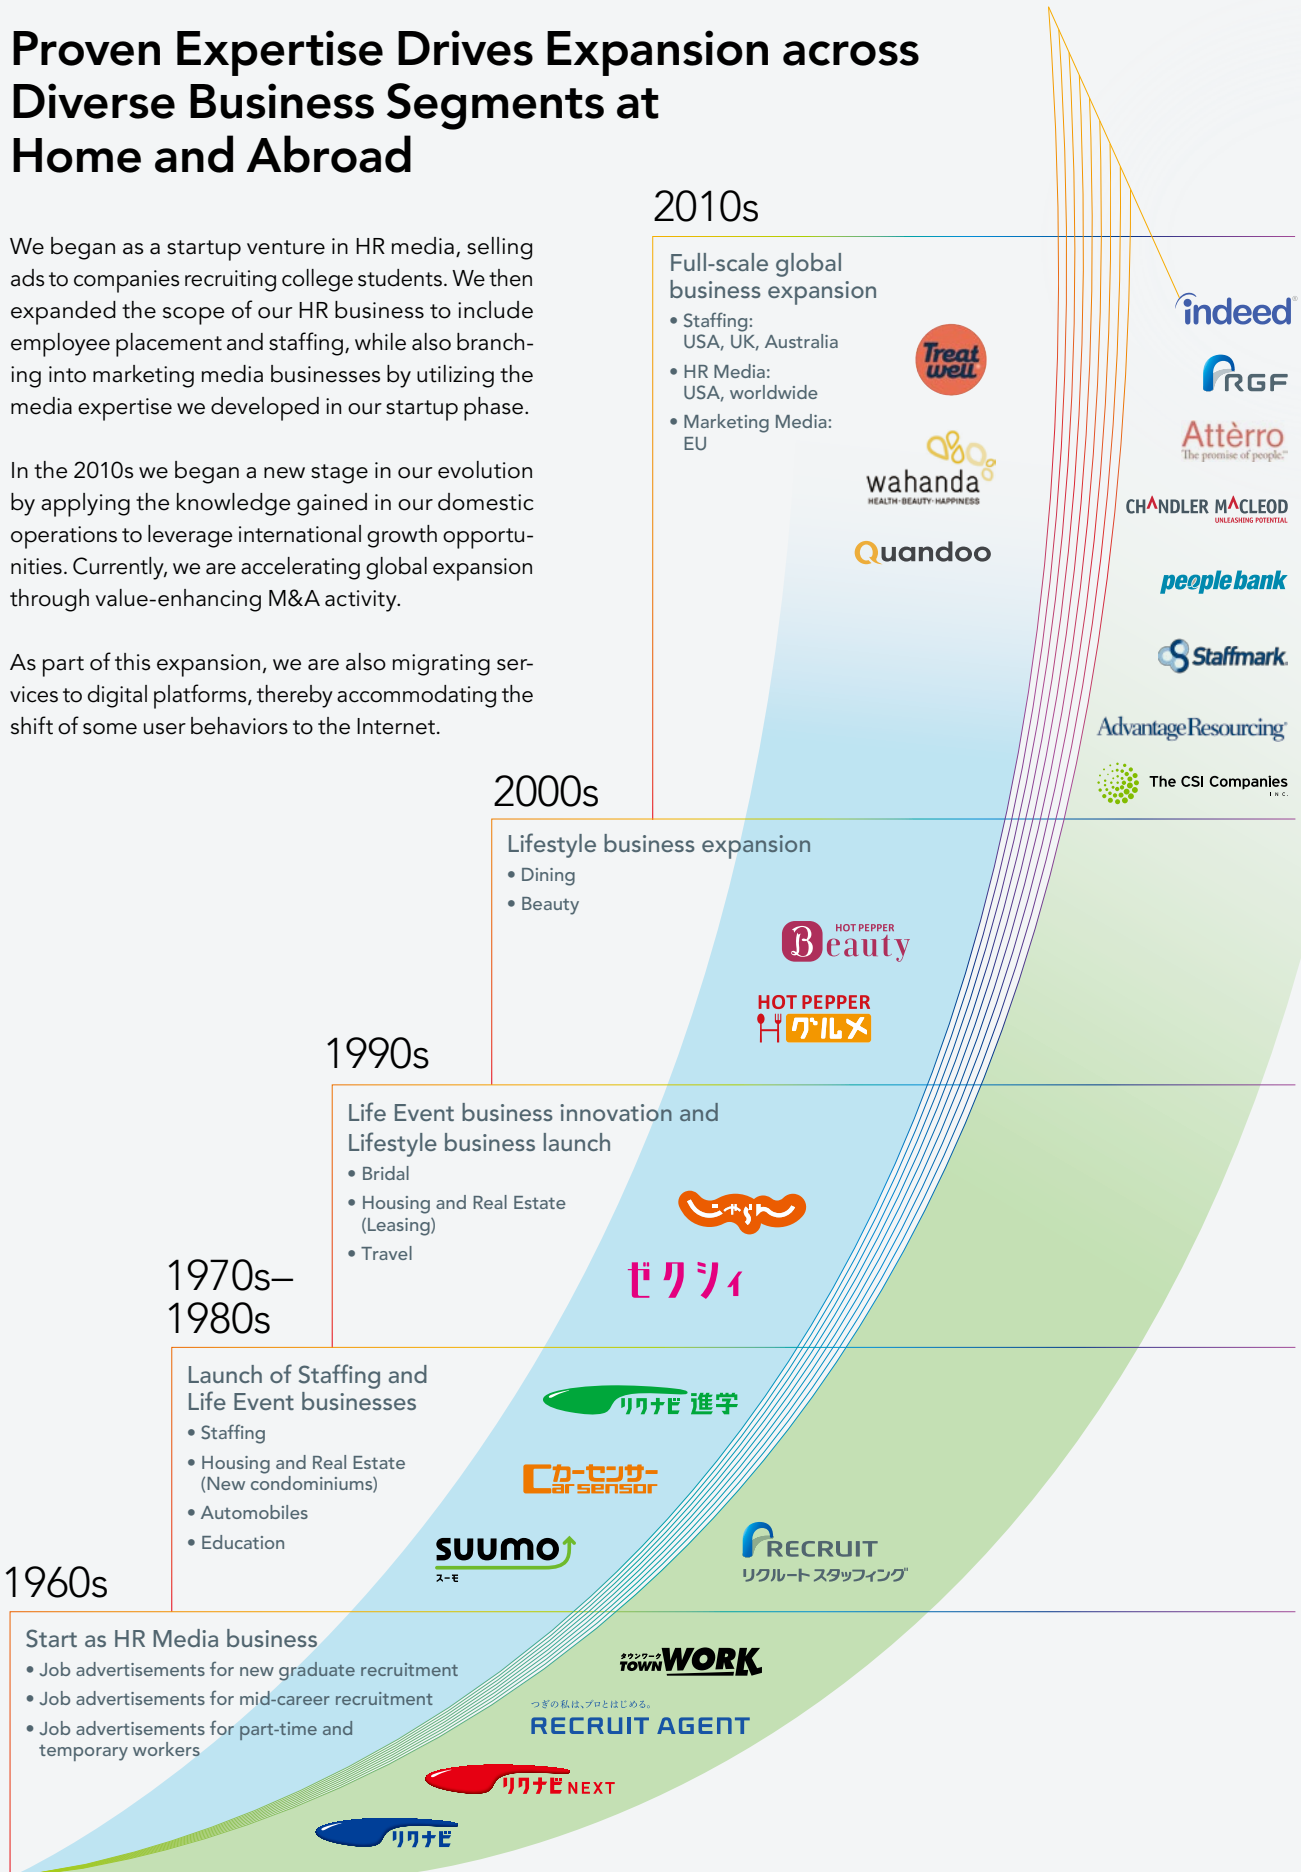 Proven Expertise Drives Expansion across
Diverse Business Segments at
Home and Abroad
We began as a startup venture in HR media, selling
ads to companies recruiting college students. We then
expanded the scope of our HR business to include
employee placement and staffing, while also branch-
ing into marketing media businesses by utilizing the
media expertise we developed in our startup phase.
In the 2010s we began a new stage in our evolution
by applying the knowledge gained in our domestic
operations to leverage international growth opportu-
nities. Currently, we are accelerating global expansion
through value-enhancing M&A activity.
As part of this expansion, we are also migrating ser-
vices to digital platforms, thereby accommodating the
shift of some user behaviors to the Internet.
2010s
Full-scale global
business expansion
• Staffing:
USA, UK, Australia
• HR Media:
USA, worldwide
• Marketing Media:
EU
Treat
well
wahanda
HEALTH·BEAUTY·HAPPINESS
Quandoo
indeed®
RGF
Attèrro
The promise of people.™
CHANDLER MACLEOD
UNLEASHING POTENTIAL
peoplebank
Staffmark.
Advantage Resourcing®
The CSI Companies
INC.
2000s
Lifestyle business expansion
• Dining
• Beauty
HOT PEPPER
Beauty
HOT PEPPER
グルメ
1990s
Life Event business innovation and
Lifestyle business launch
• Bridal
• Housing and Real Estate
(Leasing)
• Travel
じゃらん
ゼクシィ
1970s–
1980s
Launch of Staffing and
Life Event businesses
• Staffing
• Housing and Real Estate
(New condominiums)
• Automobiles
• Education
リクナビ 進学
カーセンサー
Car sensor
SUUMO
スーモ
RECRUIT
リクルート スタッフィング
1960s
Start as HR Media business
• Job advertisements for new graduate recruitment
• Job advertisements for mid-career recruitment
• Job advertisements for part-time and
temporary workers
タウンワーク
TOWN WORK
つぎの私は、プロとはじめる。
RECRUIT AGENT
リクナビ NEXT
リクナビ